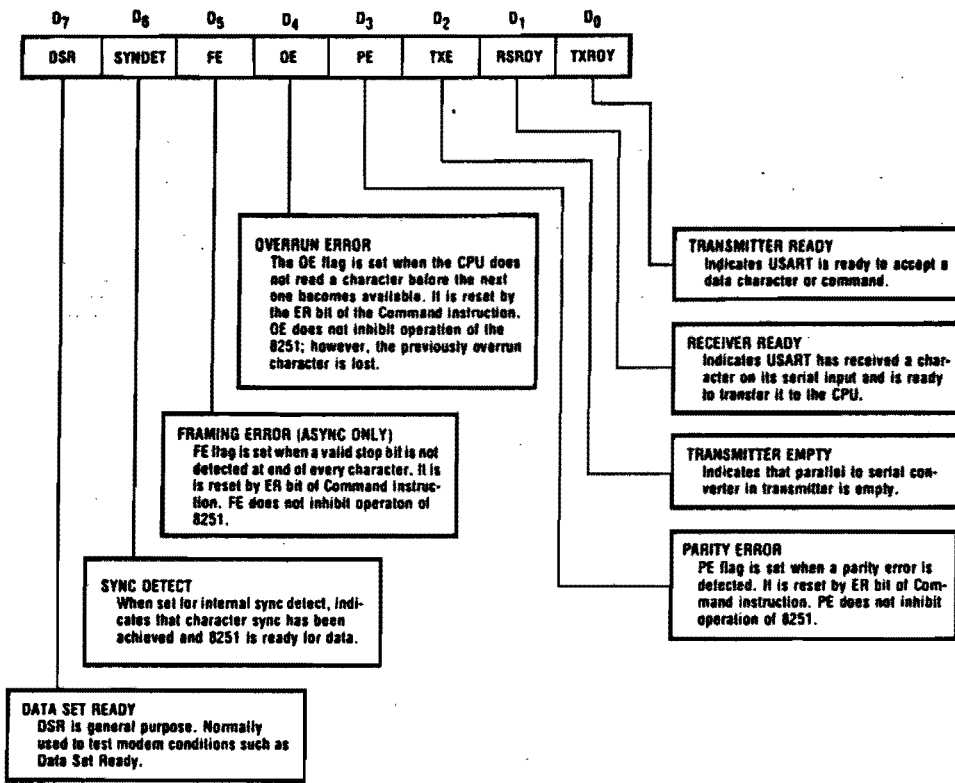 D7 D6 D5 D4 D3 D2 D1 D0
DSR SYNDET FE OE PE TXE RSRDY TXRDY
OVERRUN ERROR
The OE flag is set when the CPU does
not read a character before the next
one becomes available. It is reset by
the ER bit of the Command Instruction.
OE does not inhibit operation of the
8251; however, the previously overrun
character is lost.
TRANSMITTER READY
Indicates USART is ready to accept a
data character or command.
RECEIVER READY
Indicates USART has received a char-
acter on its serial input and is ready
to transfer it to the CPU.
FRAMING ERROR (ASYNC ONLY)
FE flag is set when a valid stop bit is not
detected at end of every character. It is
is reset by ER bit of Command Instruc-
tion. FE does not inhibit operaton of
8251.
TRANSMITTER EMPTY
Indicates that parallel to serial con-
verter in transmitter is empty.
PARITY ERROR
PE flag is set when a parity error is
detected. It is reset by ER bit of Com-
mand instruction. PE does not inhibit
operation of 8251.
SYNC DETECT
When set for internal sync detect, indi-
cates that character sync has been
achieved and 8251 is ready for data.
DATA SET READY
DSR is general purpose. Normally
used to test modem conditions such as
Data Set Ready.